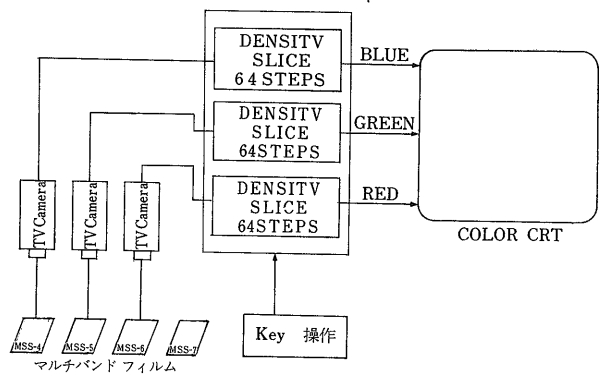 DENSITV
SLICE
64 STEPS
BLUE
DENSITV
SLICE
64STEPS
GREEN
DENSITV
SLICE
64STEPS
RED
COLOR CRT
TV Camera
TV Camera
TV Camera
MSS-4
MSS-5
MSS-6
MSS-7
マルチバンド フィルム
Key 操作